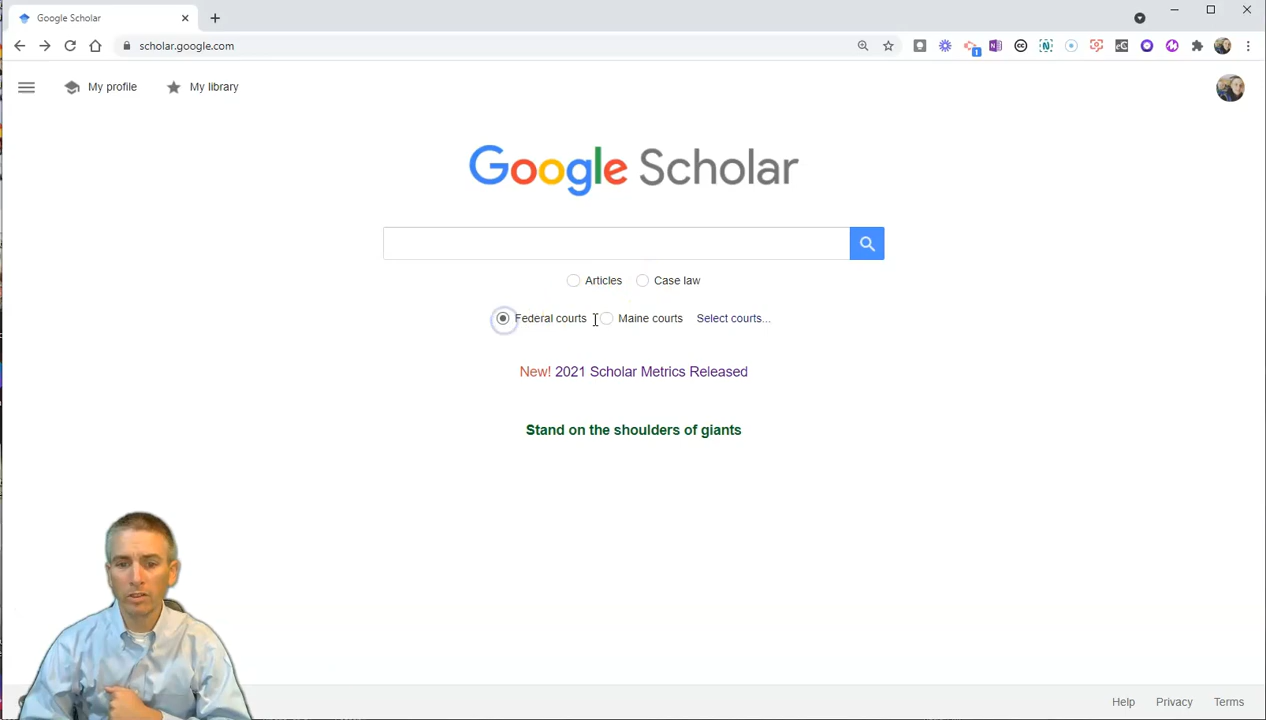 Google Scholar
scholar.google.com
My profile
My library
Google Scholar
Articles
Case law
Federal courts
Maine courts
Select courts...
New! 2021 Scholar Metrics Released
Stand on the shoulders of giants
Help
Privacy
Terms